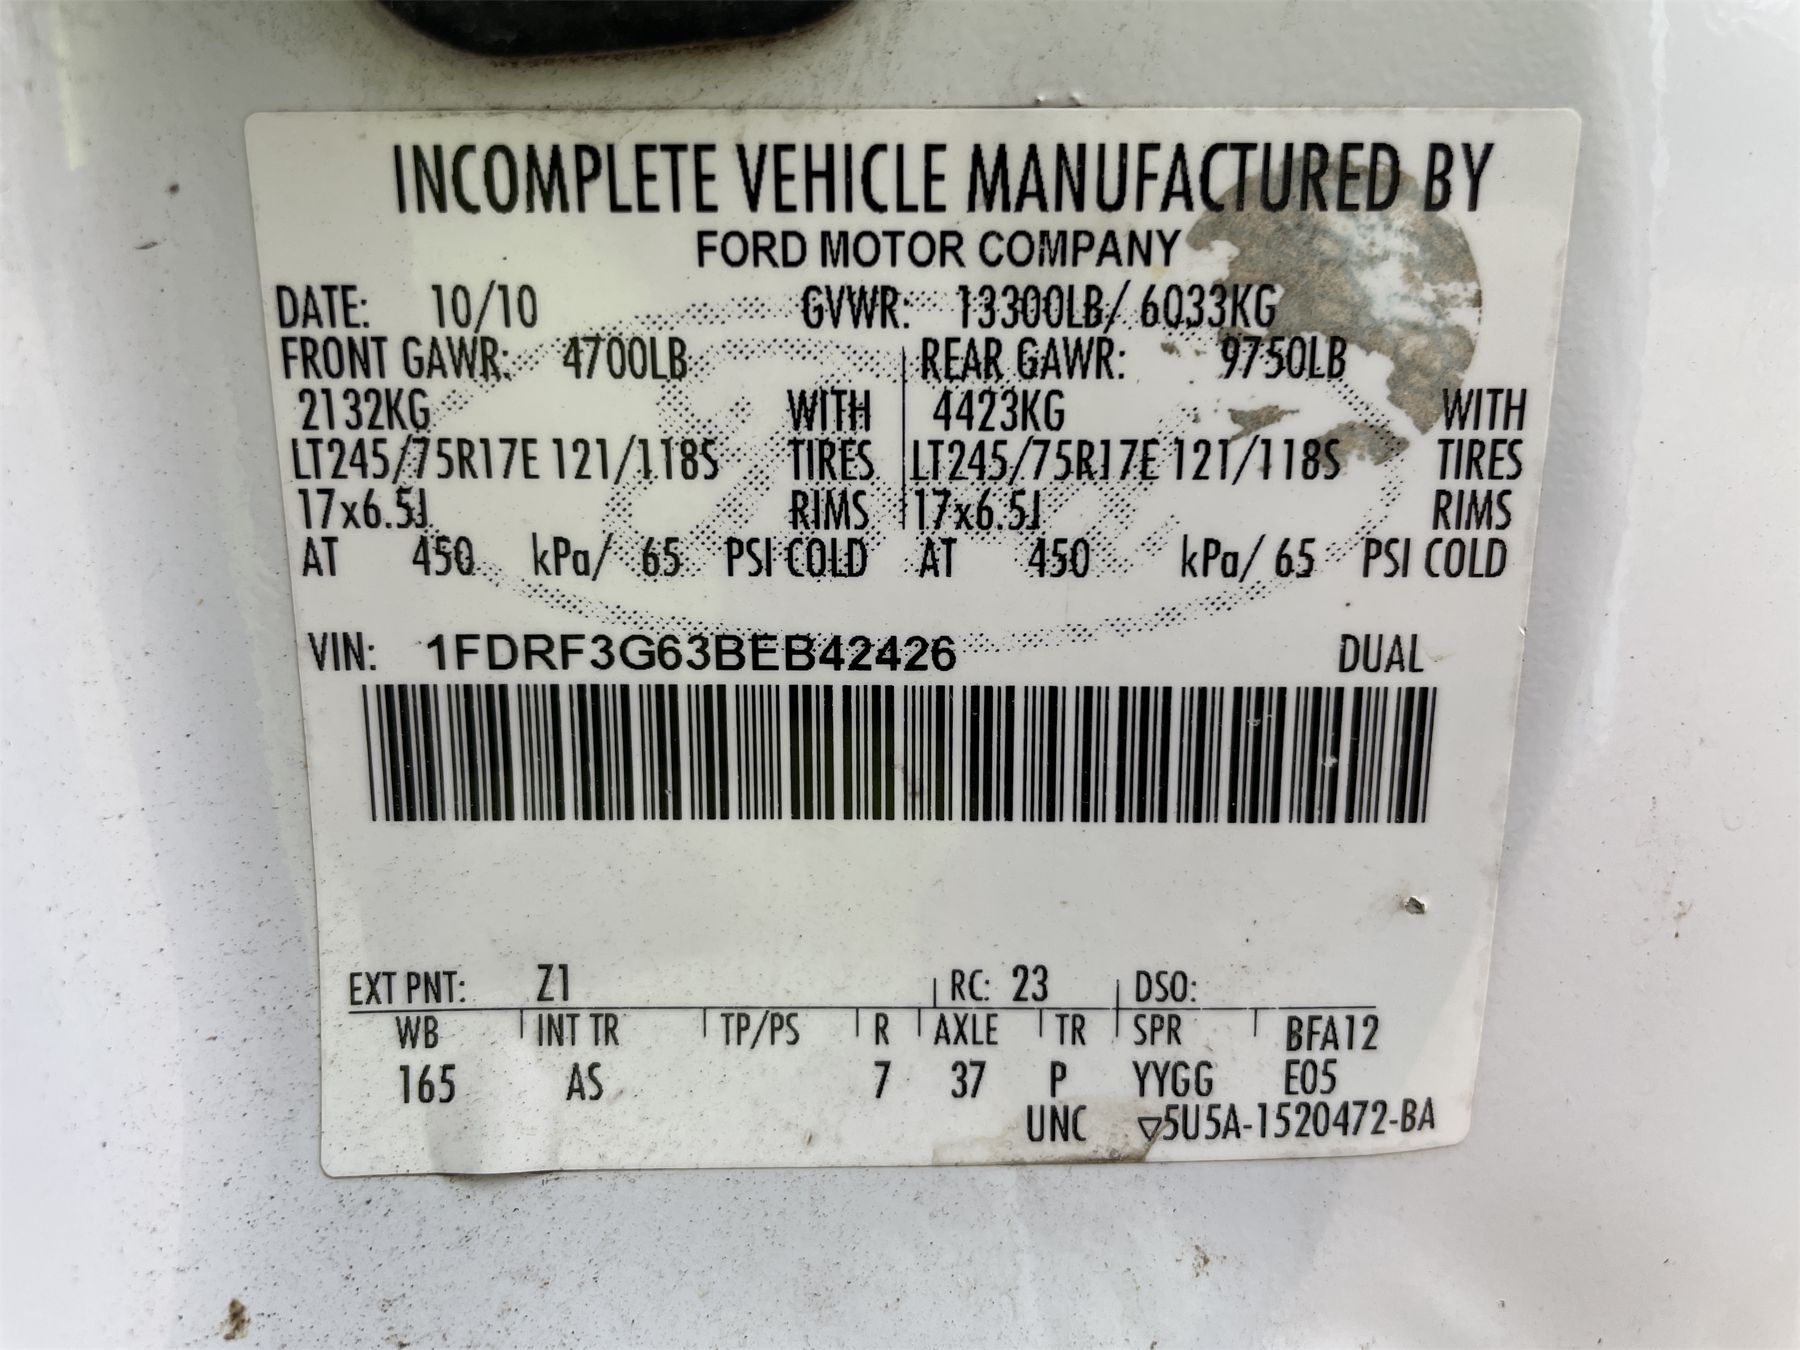 INCOMPLETE VEHICLE MANUFACTURED BY
FORD MOTOR COMPANY
DATE: 10/10 GVWR: 13300LB/ 6033KG
FRONT GAWR: 4700LB REAR GAWR: 9750LB
2132KG WITH 4423KG WITH
LT245/75R17E 121/118S TIRES LT245/75R17E 121/118S TIRES
17x6.5J RIMS 17x6.5J RIMS
AT 450 kPa/ 65 PSI COLD AT 450 kPa/ 65 PSI COLD
VIN: 1FDRF3G63BEB42426 DUAL
EXT PNT: Z1 RC: 23 DSO:
WB INT TR TP/PS R AXLE TR SPR BFA12
165 AS 7 37 P YYGG E05
UNC ▽5U5A-1520472-BA